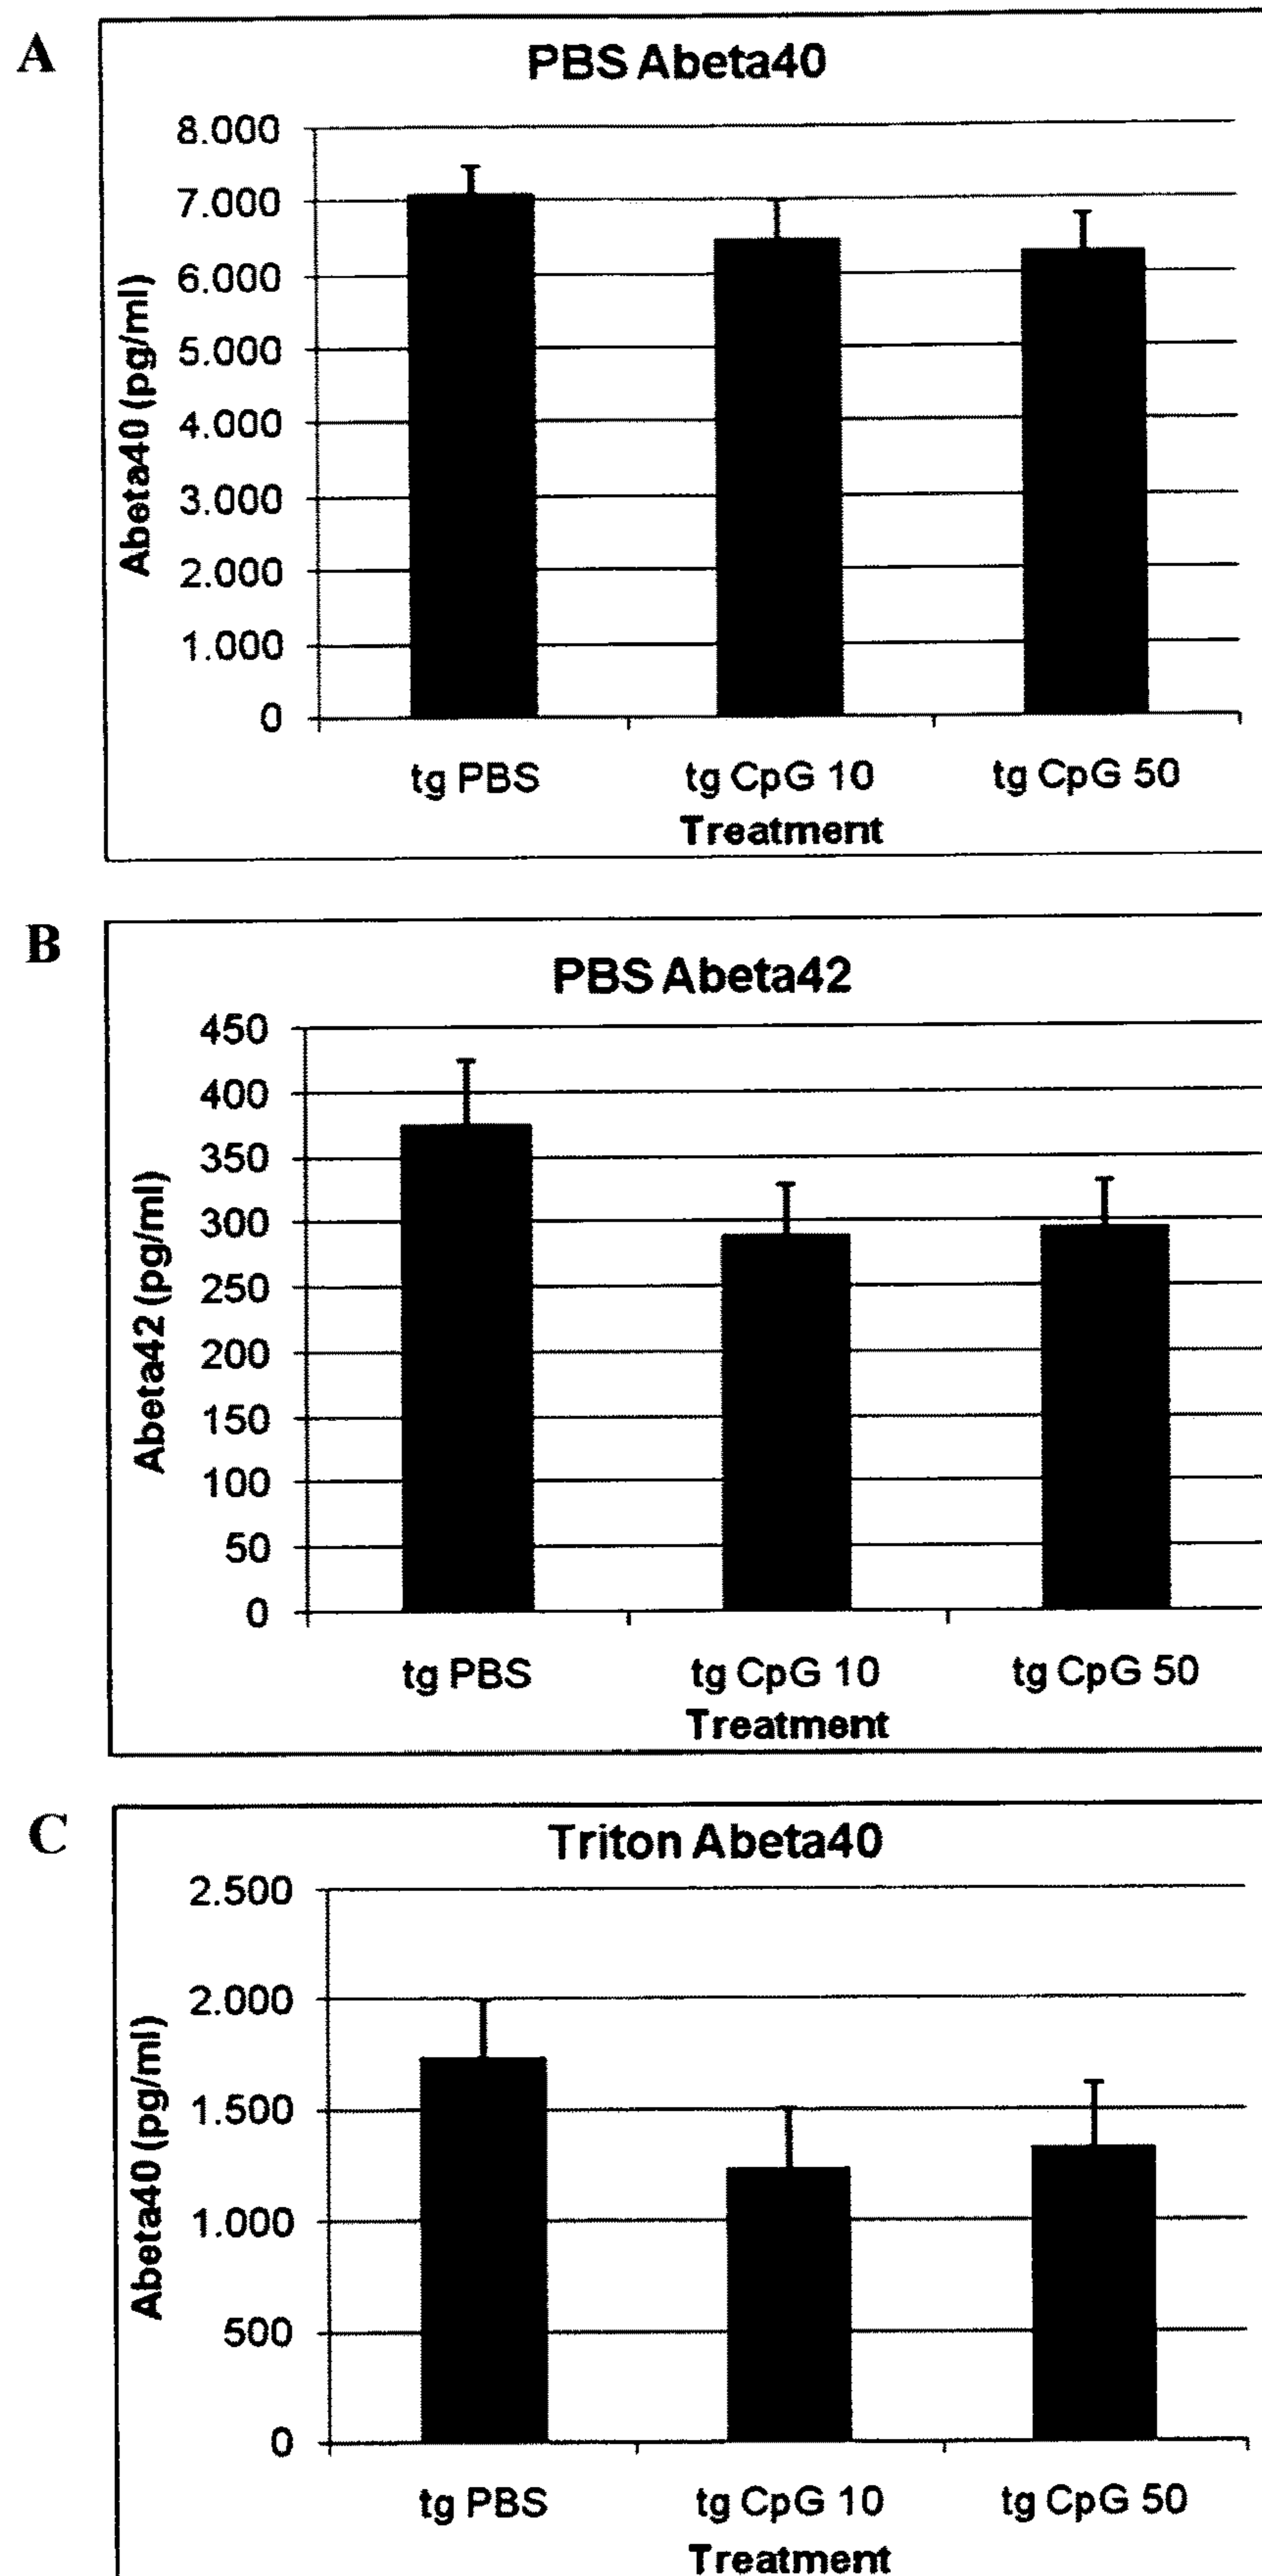 A
PBS Abeta40
8.000
7.000
6.000
5.000
4.000
3.000
2.000
1.000
0
Abeta40 (pg/ml)
tg PBS tg CpG 10 tg CpG 50
Treatment
B
PBS Abeta42
450
400
350
300
250
200
150
100
50
0
Abeta42 (pg/ml)
tg PBS tg CpG 10 tg CpG 50
Treatment
C
Triton Abeta40
2.500
2.000
1.500
1.000
500
0
Abeta40 (pg/ml)
tg PBS tg CpG 10 tg CpG 50
Treatment